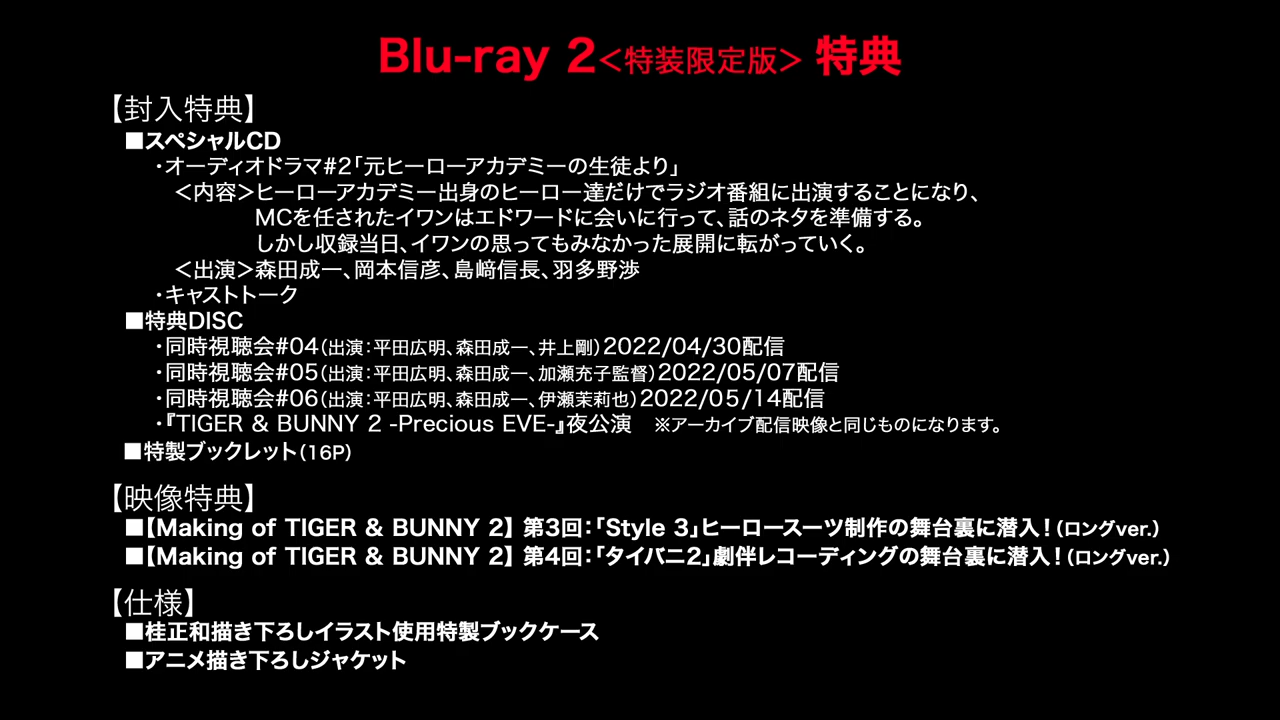 Blu-ray 2＜特装限定版＞ 特典
【封入特典】
■スペシャルCD
・オーディオドラマ#2「元ヒーローアカデミーの生徒より」
＜内容＞ヒーローアカデミー出身のヒーロー達だけでラジオ番組に出演することになり、
MCを任されたイワンはエドワードに会いに行って、話のネタを準備する。
しかし収録当日、イワンの思ってもみなかった展開に転がっていく。
＜出演＞森田成一、岡本信彦、島﨑信長、羽多野渉
・キャストトーク
■特典DISC
・同時視聴会#04（出演：平田広明、森田成一、井上剛）2022/04/30配信
・同時視聴会#05（出演：平田広明、森田成一、加瀬充子監督）2022/05/07配信
・同時視聴会#06（出演：平田広明、森田成一、伊瀬茉莉也）2022/05/14配信
・『TIGER & BUNNY 2 -Precious EVE-』夜公演　※アーカイブ配信映像と同じものになります。
■特製ブックレット（16P）
【映像特典】
■【Making of TIGER & BUNNY 2】 第3回：「Style 3」ヒーロースーツ制作の舞台裏に潜入！（ロングver.）
■【Making of TIGER & BUNNY 2】 第4回：「タイバニ2」劇伴レコーディングの舞台裏に潜入！（ロングver.）
【仕様】
■桂正和描き下ろしイラスト使用特製ブックケース
■アニメ描き下ろしジャケット